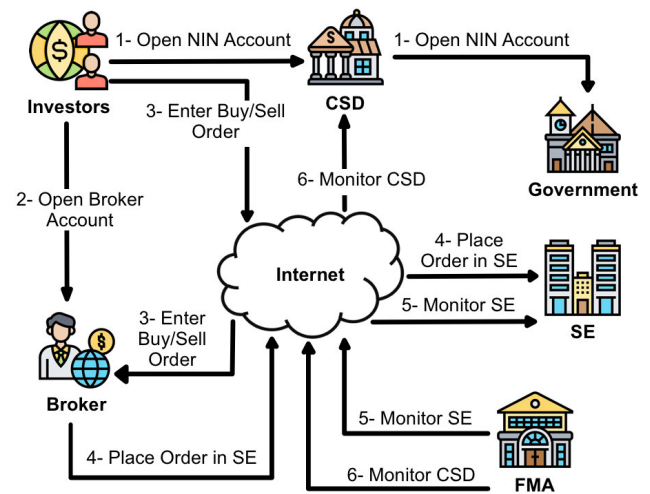 1- Open NIN Account
1- Open NIN Account
Investors
CSD
3- Enter Buy/Sell
Order
6- Monitor CSD
Government
2- Open Broker
Account
4- Place
Order in SE
Internet
5- Monitor SE
SE
3- Enter
Buy/Sell
Order
Broker
5- Monitor SE
4- Place Order in SE
6- Monitor CSD
FMA